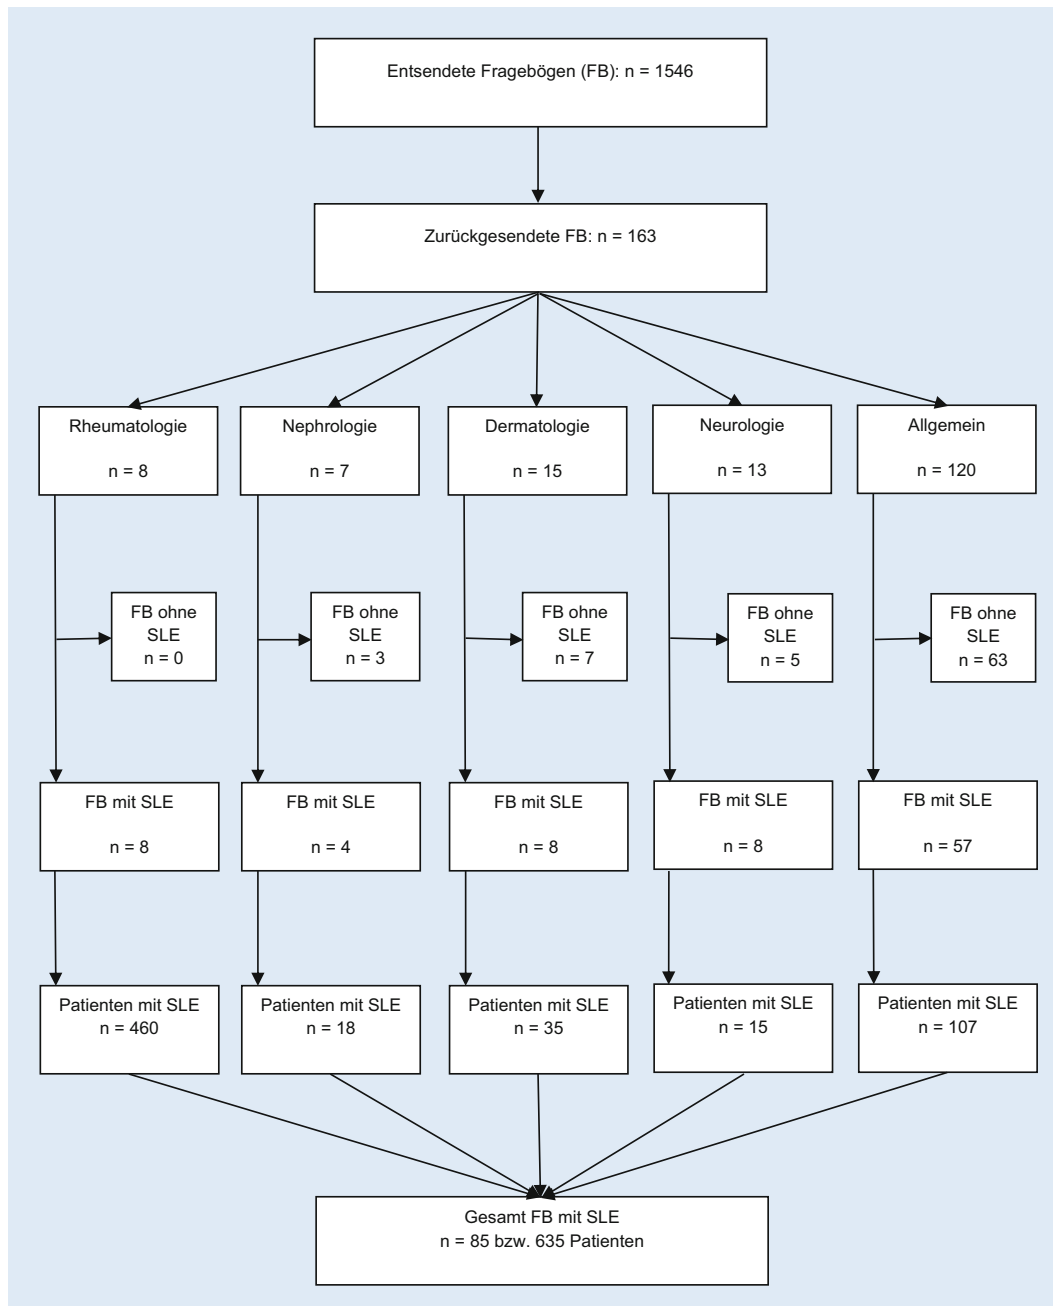 Entsendete Fragebögen (FB): n = 1546
Zurückgesendete FB: n = 163
Rheumatologie
n = 8
Nephrologie
n = 7
Dermatologie
n = 15
Neurologie
n = 13
Allgemein
n = 120
FB ohne
SLE
n = 0
FB ohne
SLE
n = 3
FB ohne
SLE
n = 7
FB ohne
SLE
n = 5
FB ohne
SLE
n = 63
FB mit SLE
n = 8
FB mit SLE
n = 4
FB mit SLE
n = 8
FB mit SLE
n = 8
FB mit SLE
n = 57
Patienten mit SLE
n = 460
Patienten mit SLE
n = 18
Patienten mit SLE
n = 35
Patienten mit SLE
n = 15
Patienten mit SLE
n = 107
Gesamt FB mit SLE
n = 85 bzw. 635 Patienten